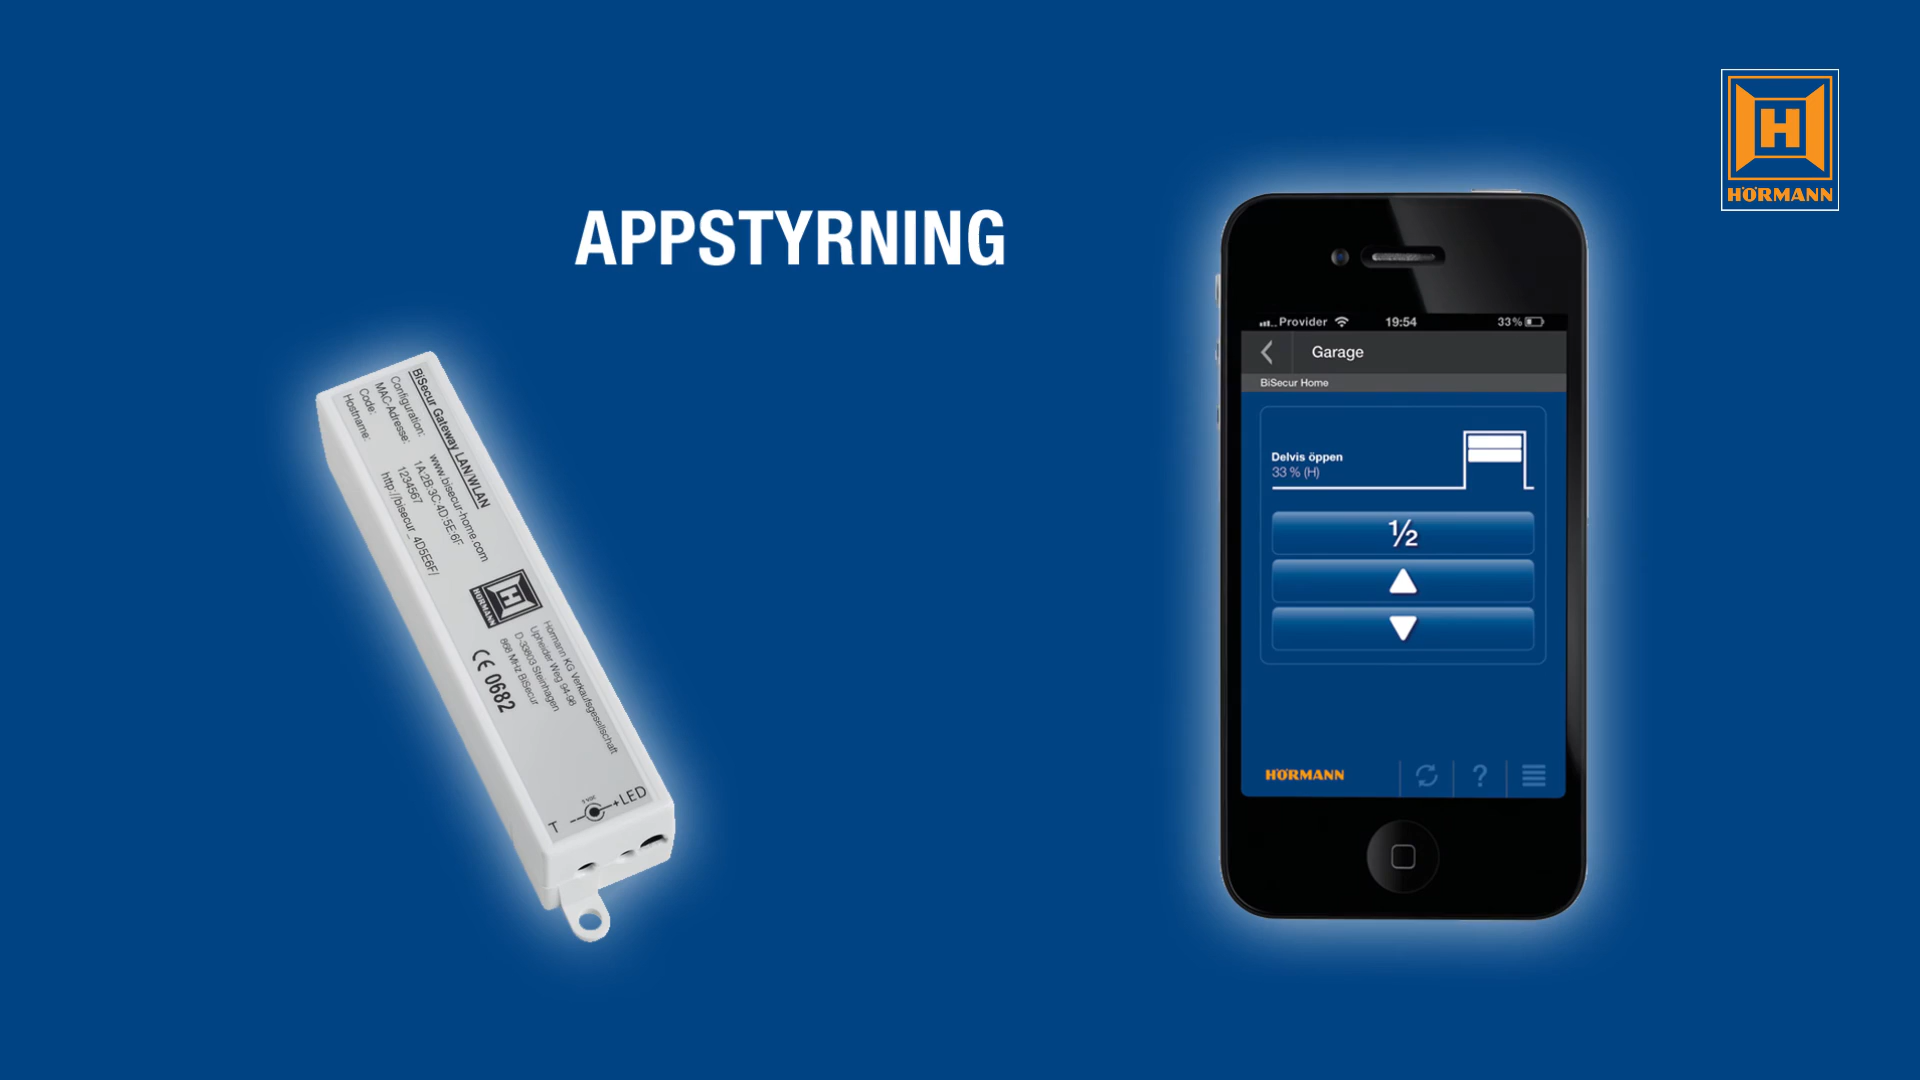 APPSTYRNING
HÖRMANN
BiSecur Gateway LAN/WLAN
Configuration: www.bisecur-home.com
MAC-Adresse: 1A:2B:3C:4D:5E:6F
Code: 1234567
Hostname: http://bisecur_4D5E6F/
HÖRMANN
Hörmann KG Verkaufsgesellschaft
Upheider Weg 94-98
D-33803 Steinhagen
868 MHz BiSecur
CE 0682
T
+LED
Provider 19:54 33%
Garage
BiSecur Home
Delvis öppen
33 % (H)
½
HÖRMANN
?